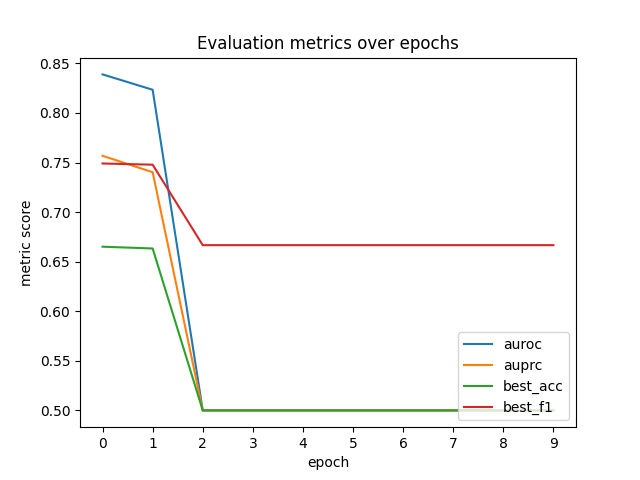 Evaluation metrics over epochs
metric score
0.85
0.80
0.75
0.70
0.65
0.60
0.55
0.50
auroc
auprc
best_acc
best_f1
0 1 2 3 4 5 6 7 8 9
epoch